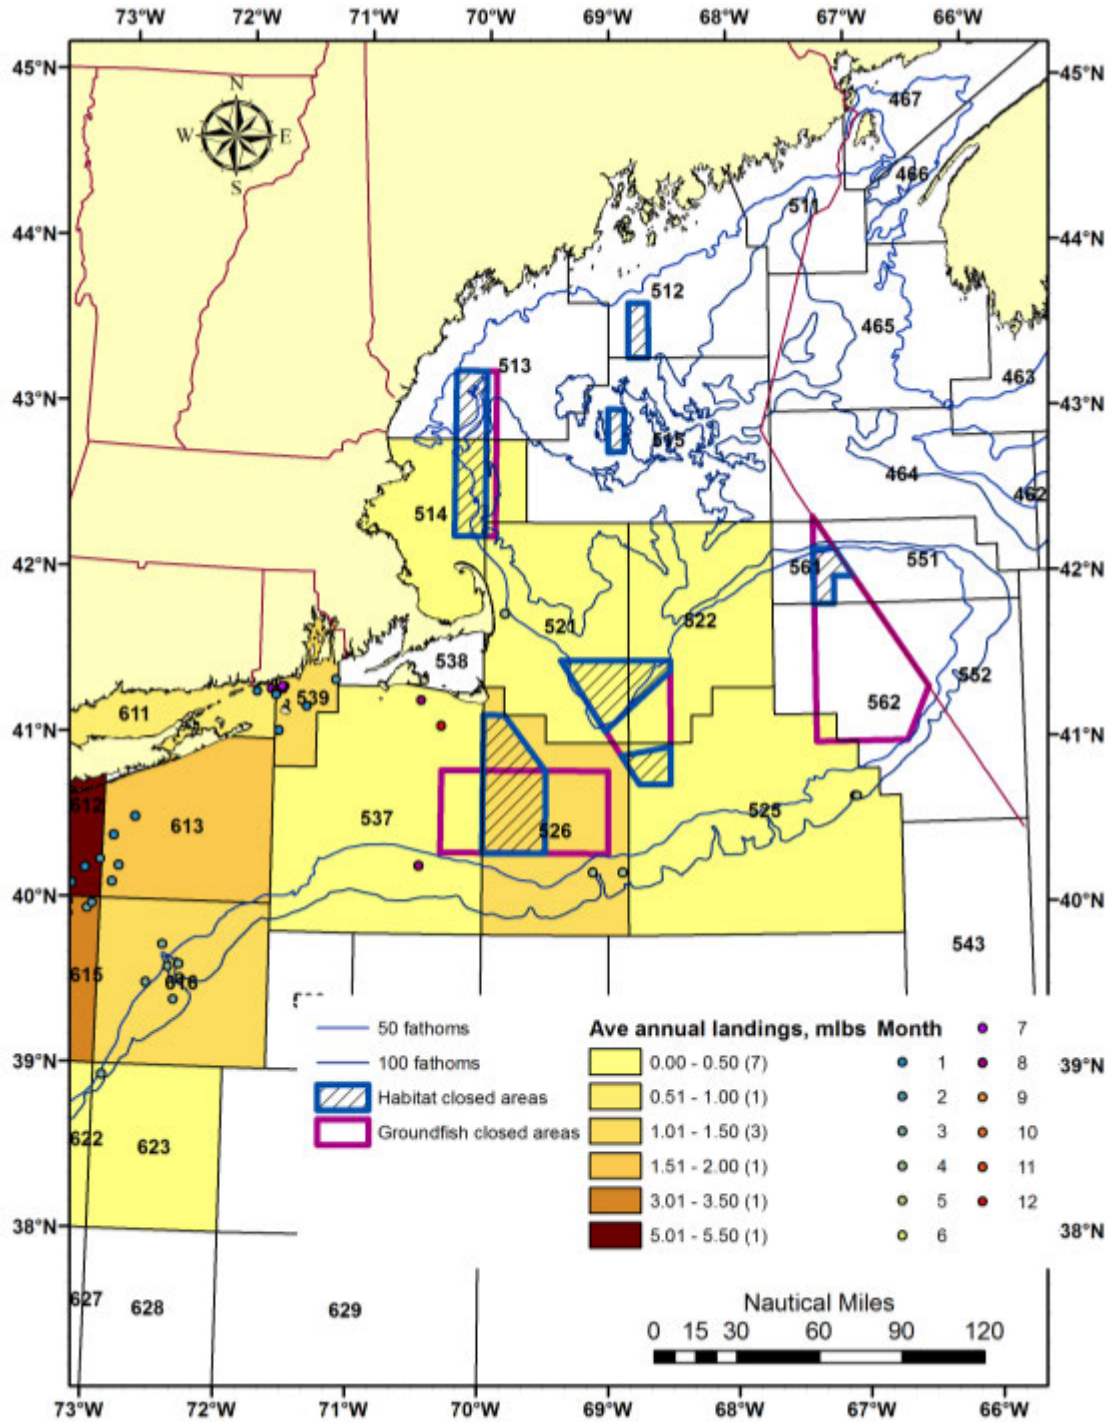 73°W 72°W 71°W 70°W 69°W 68°W 67°W 66°W
45°N 45°N
N
W E
S
467
466
511
44°N 44°N
512
465
513
463
43°N 43°N
515
464
462
514
42°N 42°N
561 551
521 522
538
552
539
611
562
41°N 41°N
612
613
537 526 525
40°N 40°N
543
615 616
50 fathoms
100 fathoms
Habitat closed areas
Groundfish closed areas
Ave annual landings, mlbs
0.00 - 0.50 (7)
0.51 - 1.00 (1)
1.01 - 1.50 (3)
1.51 - 2.00 (1)
3.01 - 3.50 (1)
5.01 - 5.50 (1)
Month
1
2
3
4
5
6
7
8
9
10
11
12
39°N 39°N
622 623
38°N 38°N
627 628 629
Nautical Miles
0 15 30 60 90 120
73°W 72°W 71°W 70°W 69°W 68°W 67°W 66°W